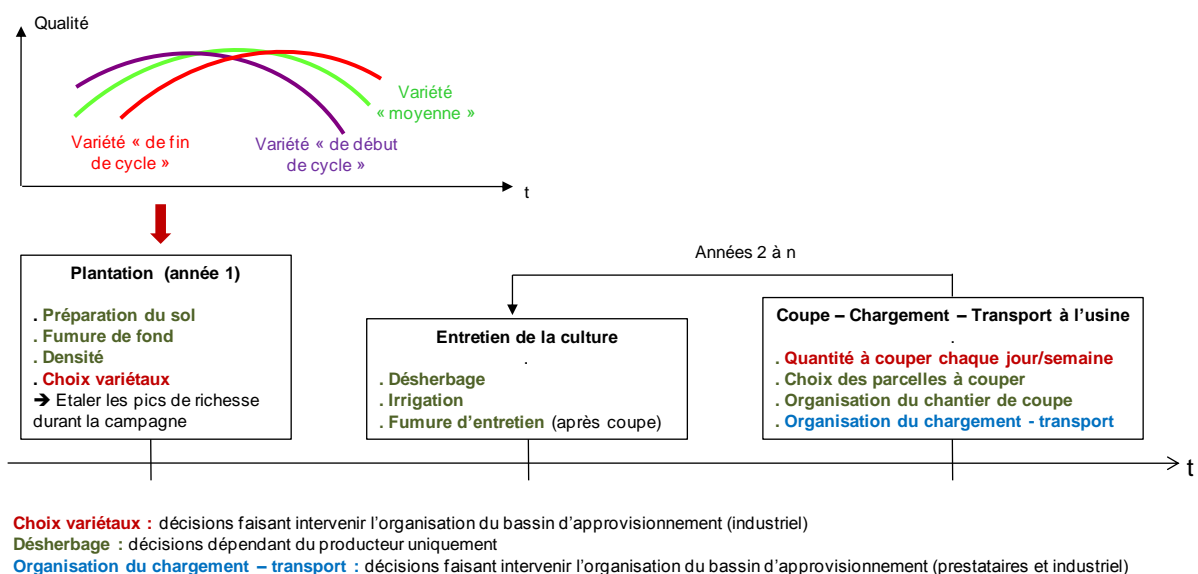 Qualité
Variété
« moyenne »
Variété « de fin
de cycle »
Variété « de début
de cycle »
t
Années 2 à n
Plantation (année 1)
. Préparation du sol
. Fumure de fond
. Densité
. Choix variétaux
➔ Etaler les pics de richesse
durant la campagne
Entretien de la culture
.
. Désherbage
. Irrigation
. Fumure d'entretien (après coupe)
Coupe – Chargement – Transport à l'usine
.
. Quantité à couper chaque jour/semaine
. Choix des parcelles à couper
. Organisation du chantier de coupe
. Organisation du chargement - transport
t
Choix variétaux : décisions faisant intervenir l'organisation du bassin d'approvisionnement (industriel)
Désherbage : décisions dépendant du producteur uniquement
Organisation du chargement – transport : décisions faisant intervenir l'organisation du bassin d'approvisionnement (prestataires et industriel)